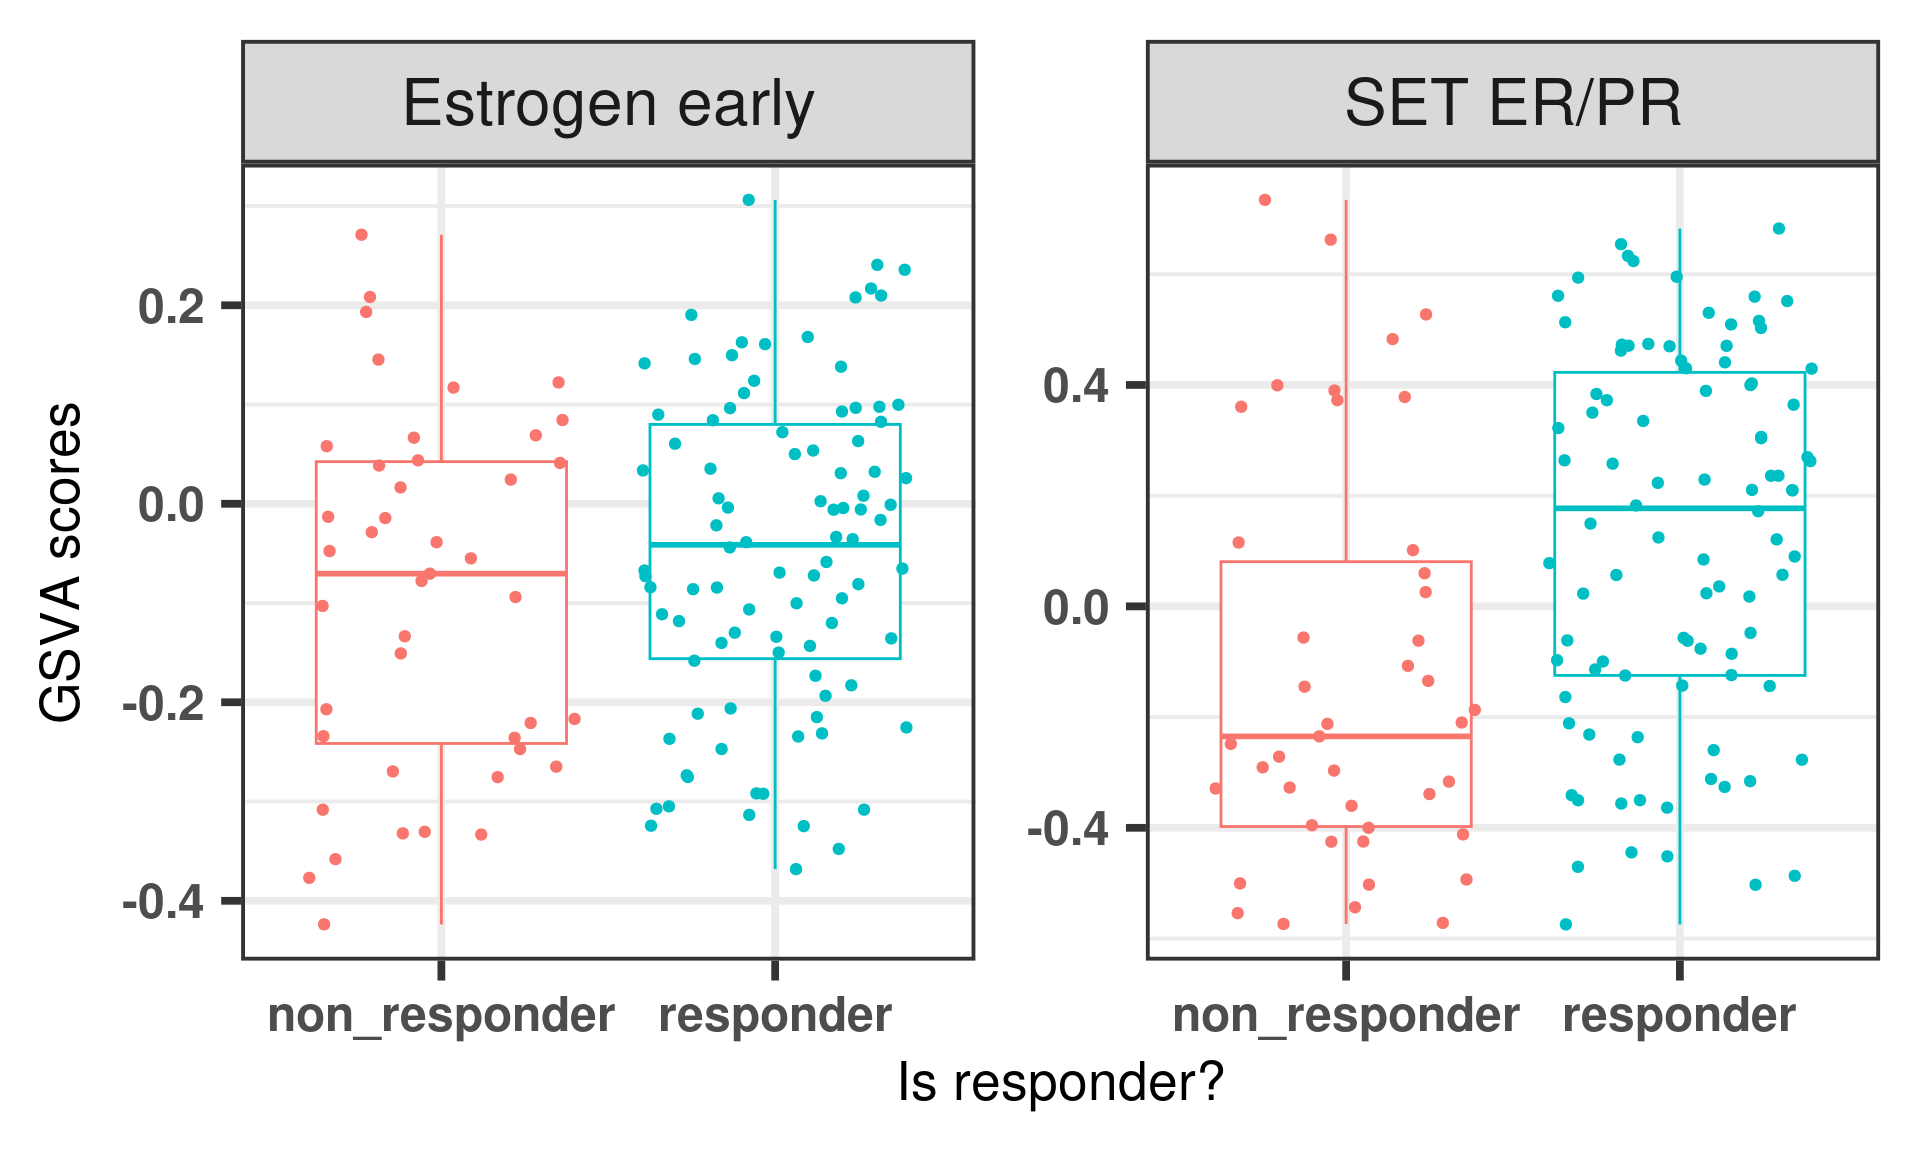 Estrogen early
SET ER/PR
GSVA scores
0.2
0.0
-0.2
-0.4
0.4
0.0
-0.4
non_responder
responder
non_responder
responder
Is responder?